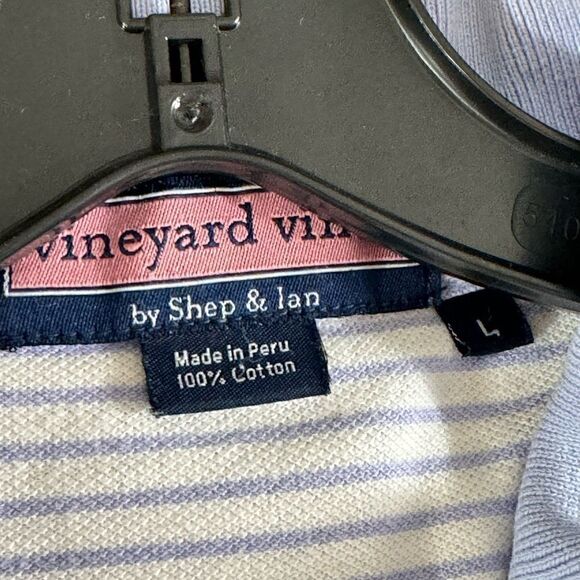 vineyard vin
by Shep & Ian
Made in Peru
100% Cotton
L